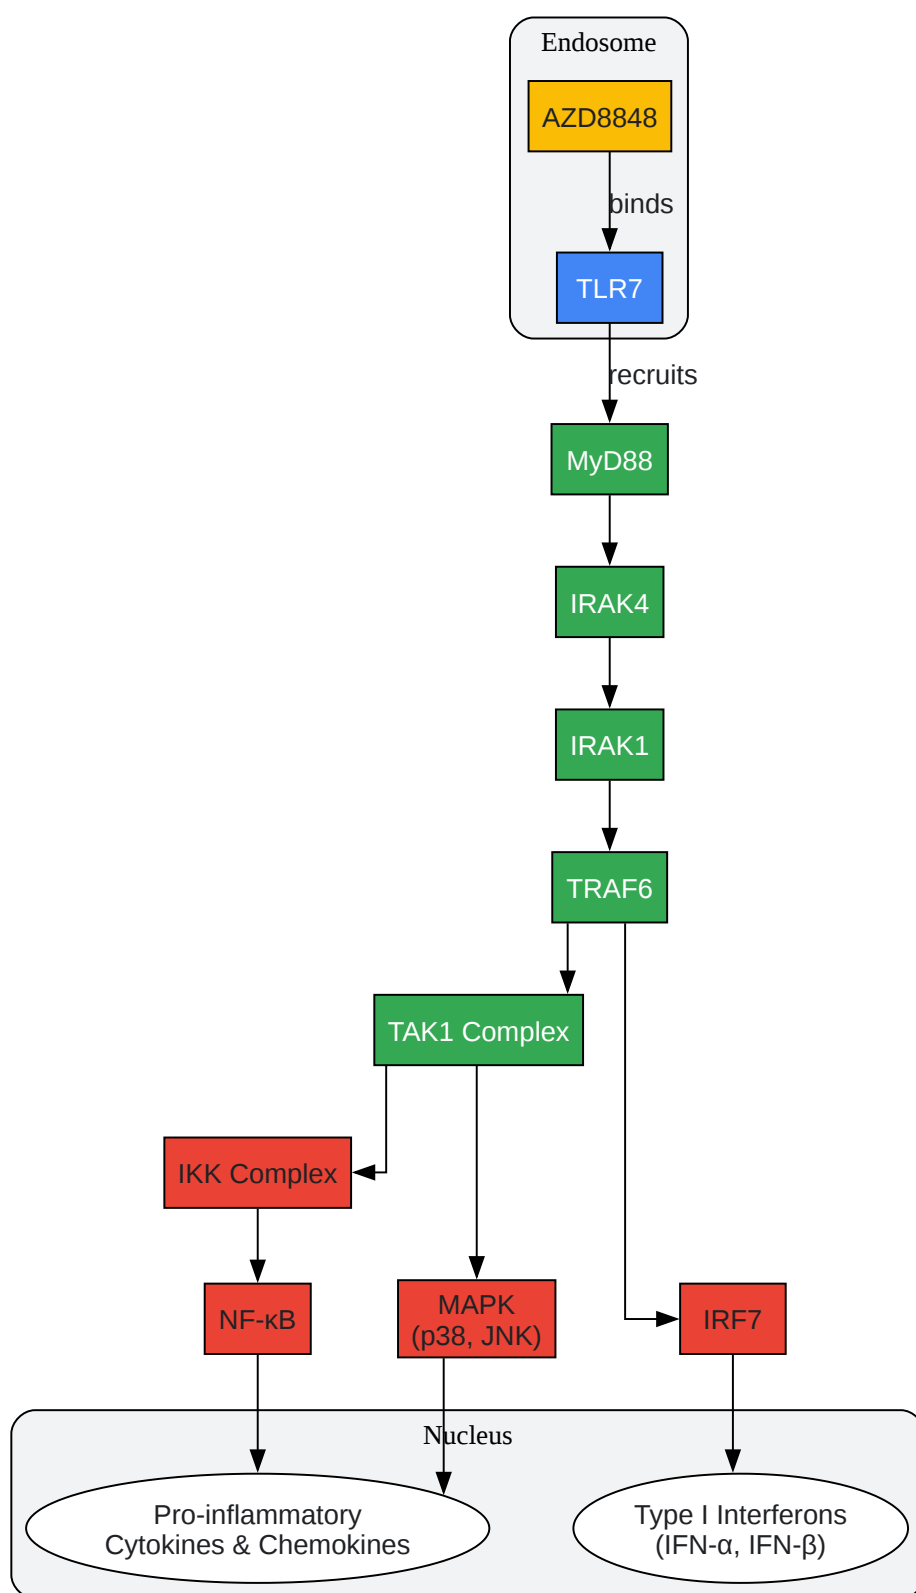 Endosome
AZD8848
binds
TLR7
recruits
MyD88
IRAK4
IRAK1
TRAF6
TAK1 Complex
IKK Complex
NF-κB
MAPK
(p38, JNK)
IRF7
Nucleus
Pro-inflammatory
Cytokines & Chemokines
Type I Interferons
(IFN-α, IFN-β)